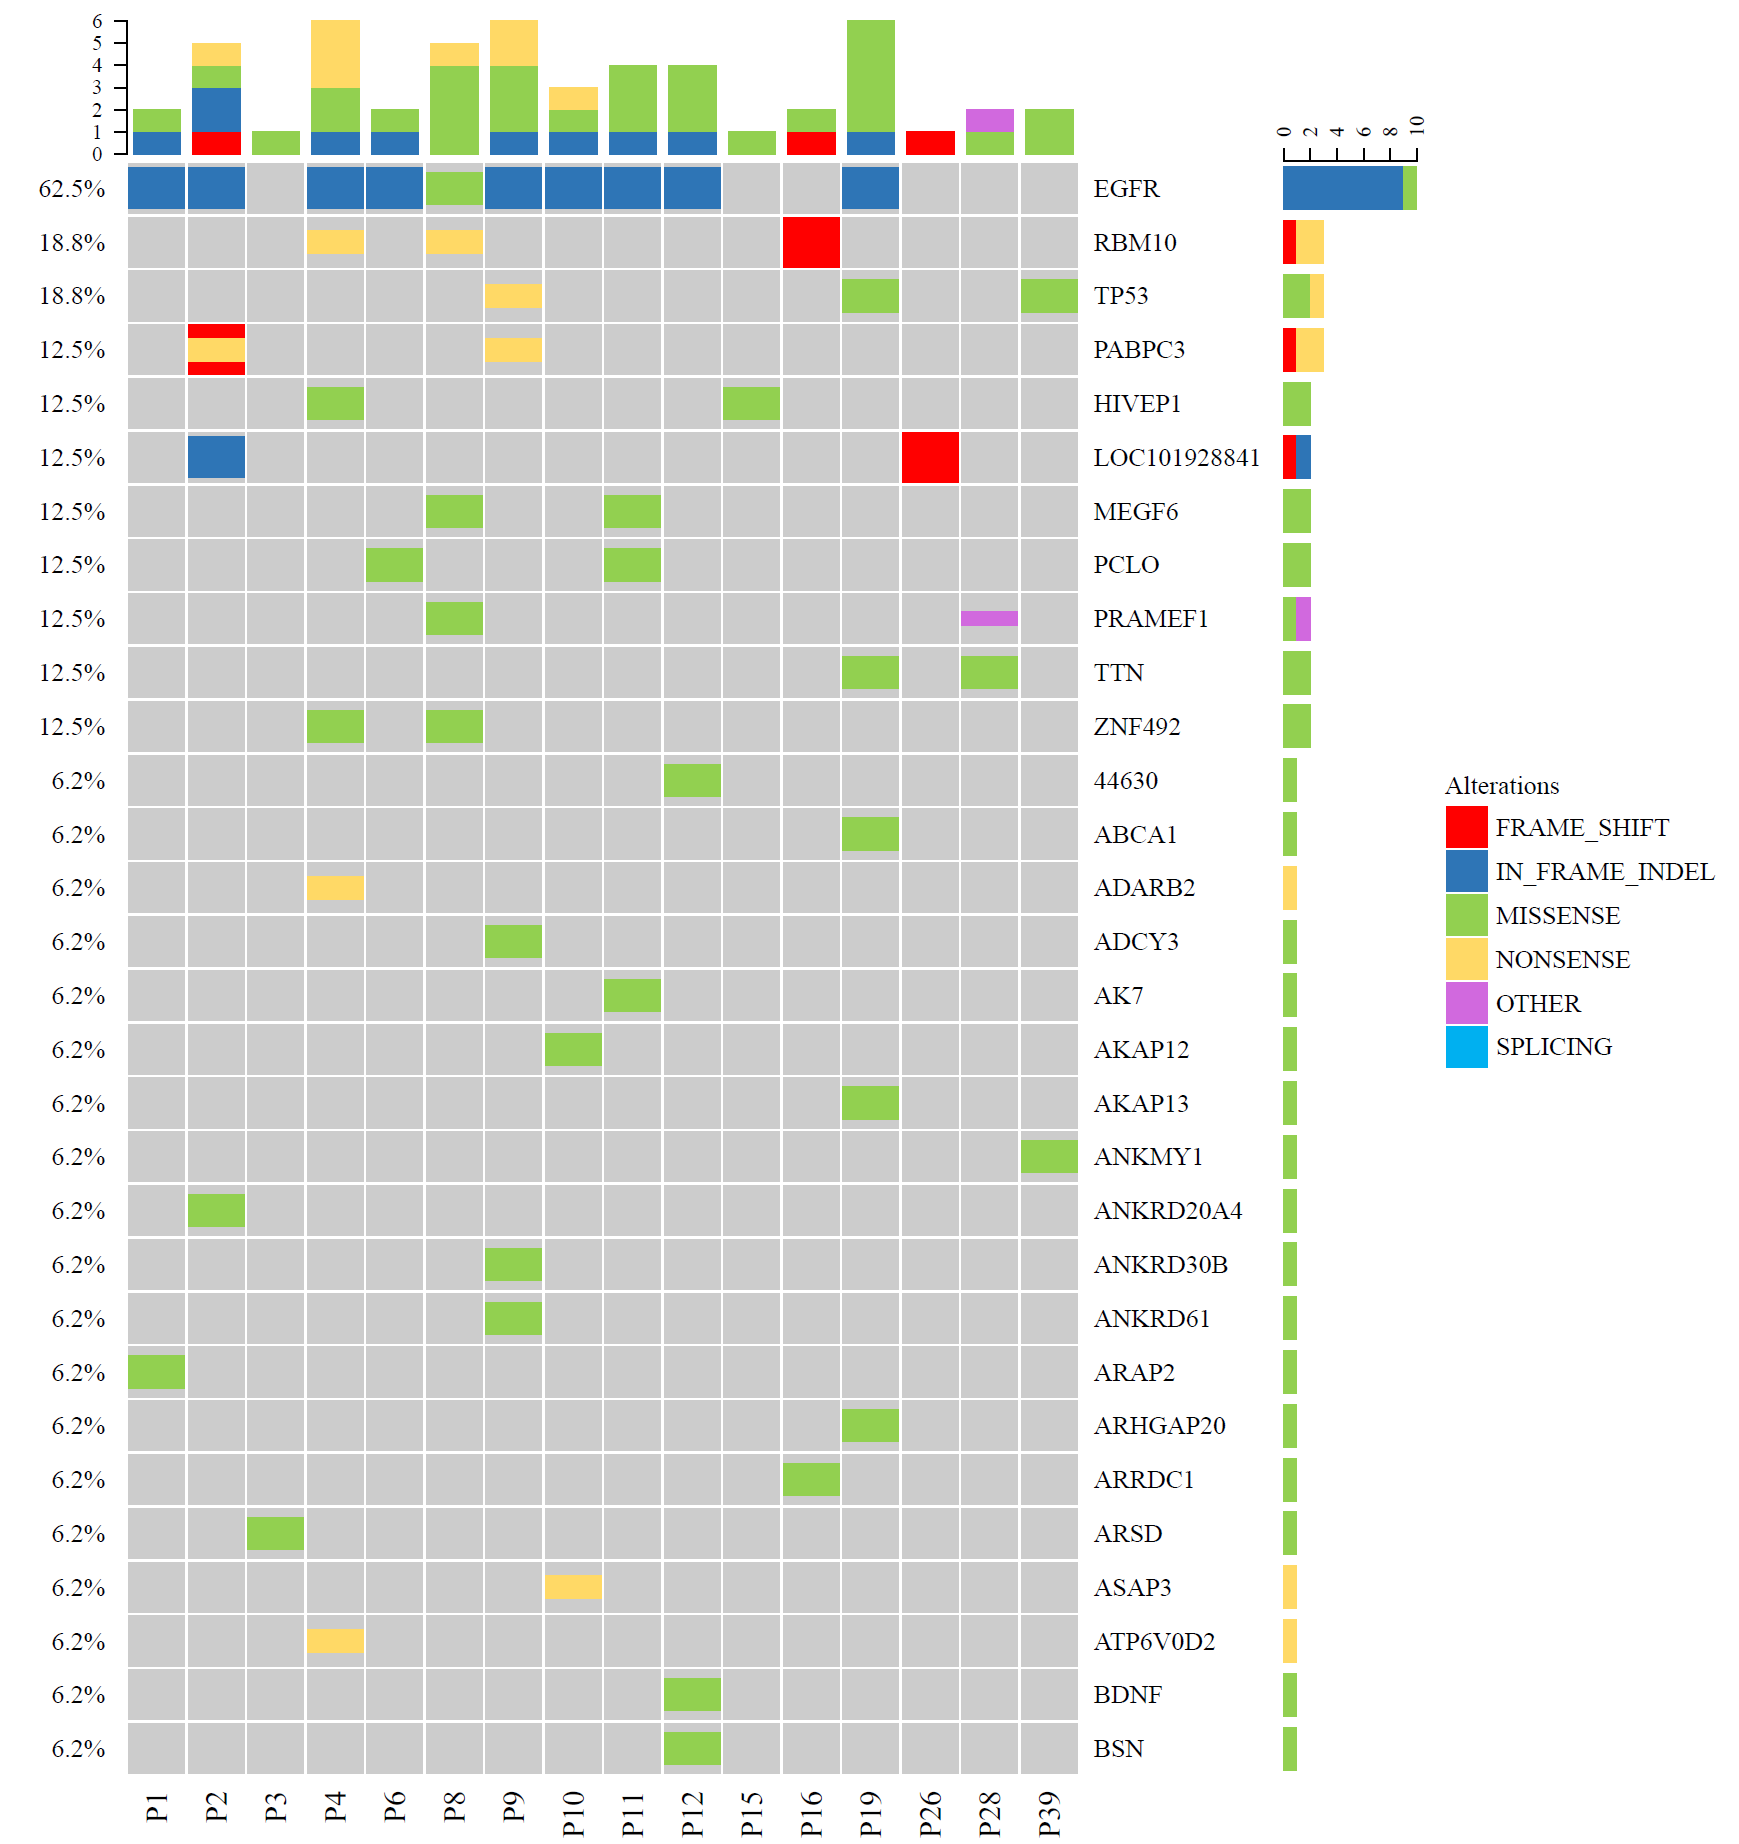 6
5
4
3
2
1
0
0 2 4 6 8 10
62.5% EGFR
18.8% RBM10
18.8% TP53
12.5% PABPC3
12.5% HIVEP1
12.5% LOC101928841
12.5% MEGF6
12.5% PCLO
12.5% PRAMEF1
12.5% TTN
12.5% ZNF492
6.2% 44630
6.2% ABCA1
6.2% ADARB2
6.2% ADCY3
6.2% AK7
6.2% AKAP12
6.2% AKAP13
6.2% ANKMY1
6.2% ANKRD20A4
6.2% ANKRD30B
6.2% ANKRD61
6.2% ARAP2
6.2% ARHGAP20
6.2% ARRDC1
6.2% ARSD
6.2% ASAP3
6.2% ATP6V0D2
6.2% BDNF
6.2% BSN
P1 P2 P3 P4 P6 P8 P9 P10 P11 P12 P15 P16 P19 P26 P28 P39
Alterations
FRAME_SHIFT
IN_FRAME_INDEL
MISSENSE
NONSENSE
OTHER
SPLICING